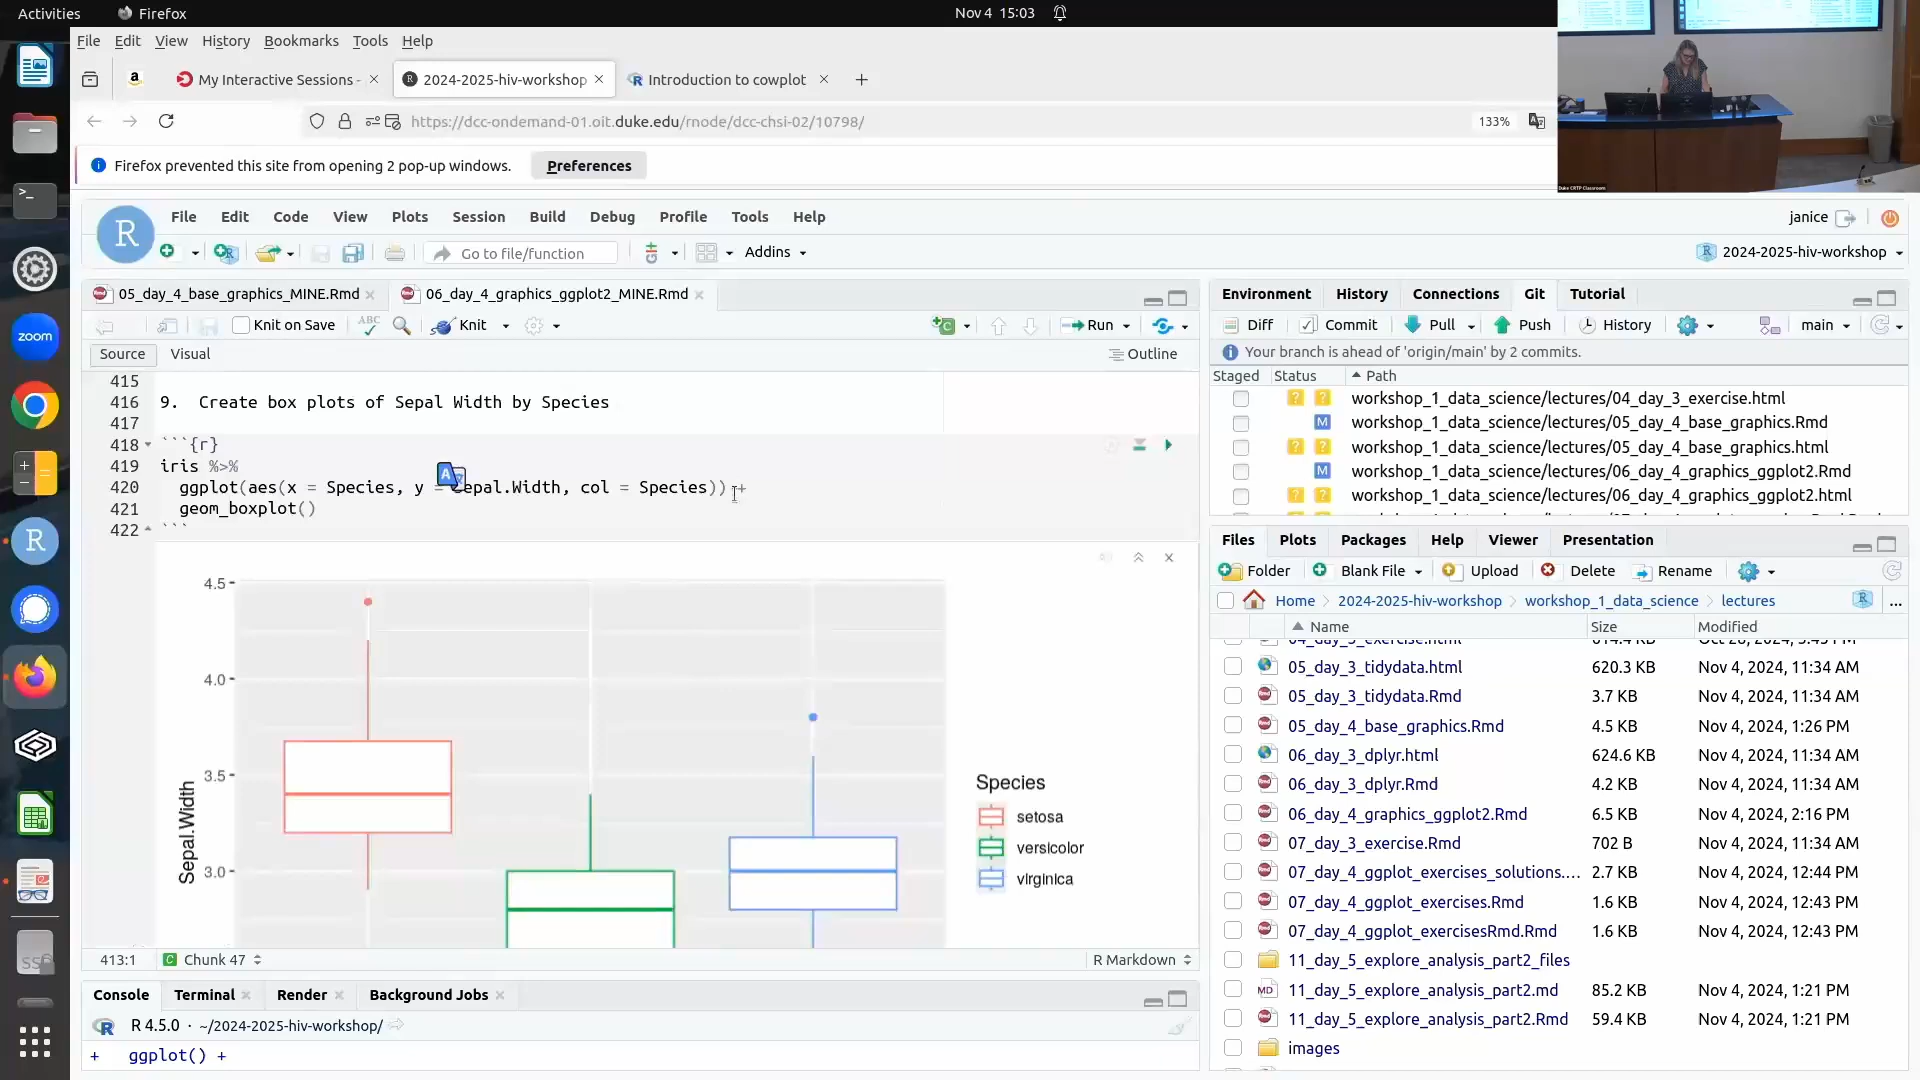 Activities Firefox Nov 4 15:03
File Edit View History Bookmarks Tools Help
My Interactive Sessions - 2024-2025-hiv-workshop Introduction to cowplot
https://dcc-ondemand-01.oit.duke.edu/rnode/dcc-chsi-02/10798/ 133%
Firefox prevented this site from opening 2 pop-up windows. Preferences
Duke CRTP Classroom
File Edit Code View Plots Session Build Debug Profile Tools Help janice
Go to file/function Addins 2024-2025-hiv-workshop
05_day_4_base_graphics_MINE.Rmd 06_day_4_graphics_ggplot2_MINE.Rmd
Knit on Save ABC Knit Run
Source Visual Outline
415
416 9. Create box plots of Sepal Width by Species
417
418 ```{r}
419 iris %>%
420 ggplot(aes(x = Species, y = Sepal.Width, col = Species)) +
421 geom_boxplot()
422 ```
4.5
4.0
3.5
3.0
Sepal.Width
Species
setosa
versicolor
virginica
413:1 Chunk 47 R Markdown
Console Terminal Render Background Jobs
R 4.5.0 · ~/2024-2025-hiv-workshop/
+ ggplot() +
Environment History Connections Git Tutorial
Diff Commit Pull Push History main
Your branch is ahead of 'origin/main' by 2 commits.
Staged Status Path
workshop_1_data_science/lectures/04_day_3_exercise.html
M workshop_1_data_science/lectures/05_day_4_base_graphics.Rmd
workshop_1_data_science/lectures/05_day_4_base_graphics.html
M workshop_1_data_science/lectures/06_day_4_graphics_ggplot2.Rmd
workshop_1_data_science/lectures/06_day_4_graphics_ggplot2.html
Files Plots Packages Help Viewer Presentation
Folder Blank File Upload Delete Rename
Home 2024-2025-hiv-workshop workshop_1_data_science lectures ...
Name Size Modified
04_day_3_exercise.html
05_day_3_tidydata.html 620.3 KB Nov 4, 2024, 11:34 AM
05_day_3_tidydata.Rmd 3.7 KB Nov 4, 2024, 11:34 AM
05_day_4_base_graphics.Rmd 4.5 KB Nov 4, 2024, 1:26 PM
06_day_3_dplyr.html 624.6 KB Nov 4, 2024, 11:34 AM
06_day_3_dplyr.Rmd 4.2 KB Nov 4, 2024, 11:34 AM
06_day_4_graphics_ggplot2.Rmd 6.5 KB Nov 4, 2024, 2:16 PM
07_day_3_exercise.Rmd 702 B Nov 4, 2024, 11:34 AM
07_day_4_ggplot_exercises_solutions.… 2.7 KB Nov 4, 2024, 12:44 PM
07_day_4_ggplot_exercises.Rmd 1.6 KB Nov 4, 2024, 12:43 PM
07_day_4_ggplot_exercisesRmd.Rmd 1.6 KB Nov 4, 2024, 12:43 PM
11_day_5_explore_analysis_part2_files
11_day_5_explore_analysis_part2.md 85.2 KB Nov 4, 2024, 1:21 PM
11_day_5_explore_analysis_part2.Rmd 59.4 KB Nov 4, 2024, 1:21 PM
images
zoom